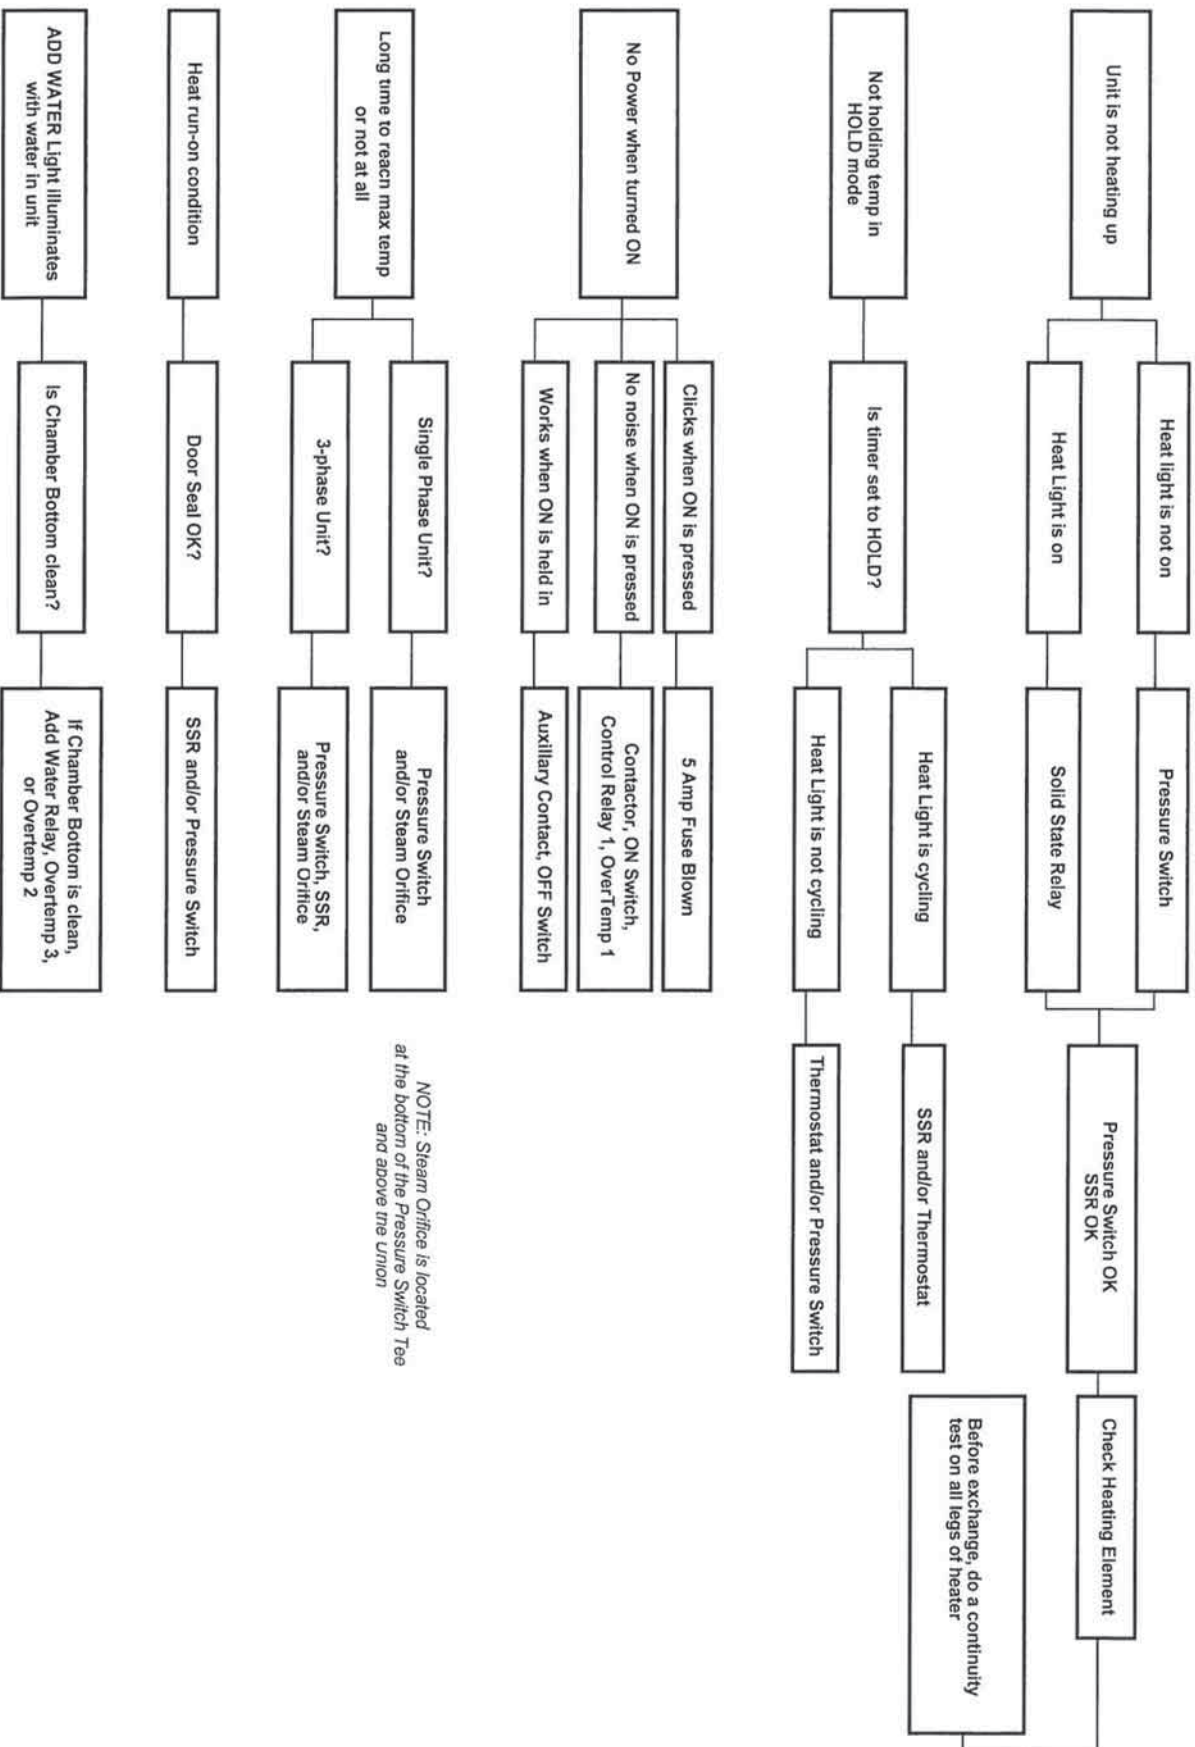 Unit is not heating up
Heat light is not on
Pressure Switch
Heat Light is on
Solid State Relay
Pressure Switch OK
SSR OK
Check Heating Element
Before exchange, do a continuity
test on all legs of heater
Not holding temp in
HOLD mode
Is timer set to HOLD?
Heat Light is cycling
SSR and/or Thermostat
Heat Light is not cycling
Thermostat and/or Pressure Switch
No Power when turned ON
Clicks when ON is pressed
5 Amp Fuse Blown
No noise when ON is pressed
Contactor, ON Switch,
Control Relay 1, OverTemp 1
Works when ON is held in
Auxillary Contact, OFF Switch
Long time to reach max temp
or not at all
Single Phase Unit?
Pressure Switch
and/or Steam Orifice
3-phase Unit?
Pressure Switch, SSR,
and/or Steam Orifice
NOTE: Steam Orifice is located
at the bottom of the Pressure Switch Tee
and above the Union
Heat run-on condition
Door Seal OK?
SSR and/or Pressure Switch
ADD WATER Light illuminates
with water in unit
Is Chamber Bottom clean?
If Chamber Bottom is clean,
Add Water Relay, Overtemp 3,
or Overtemp 2